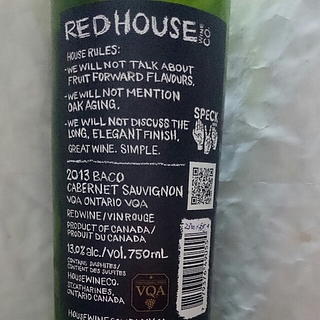 REDHOUSE WINE CO.
HOUSE RULES:
-WE WILL NOT TALK ABOUT
FRUIT FORWARD FLAVOURS.
-WE WILL NOT MENTION
OAK AGING.
-WE WILL NOT DISCUSS THE
LONG, ELEGANT FINISH.
GREAT WINE. SIMPLE.
SPECK
2013 BACO
CABERNET SAUVIGNON
VQA ONTARIO VQA
RED WINE/VIN ROUGE
PRODUCT OF CANADA/
PRODUIT DU CANADA
13.0% alc./vol. 750mL
CONTAINS SULPHITES/
CONTIENT DES SULFITES
HOUSEWINECO.
ST.CATHARINES,
ONTARIO CANADA
VQA